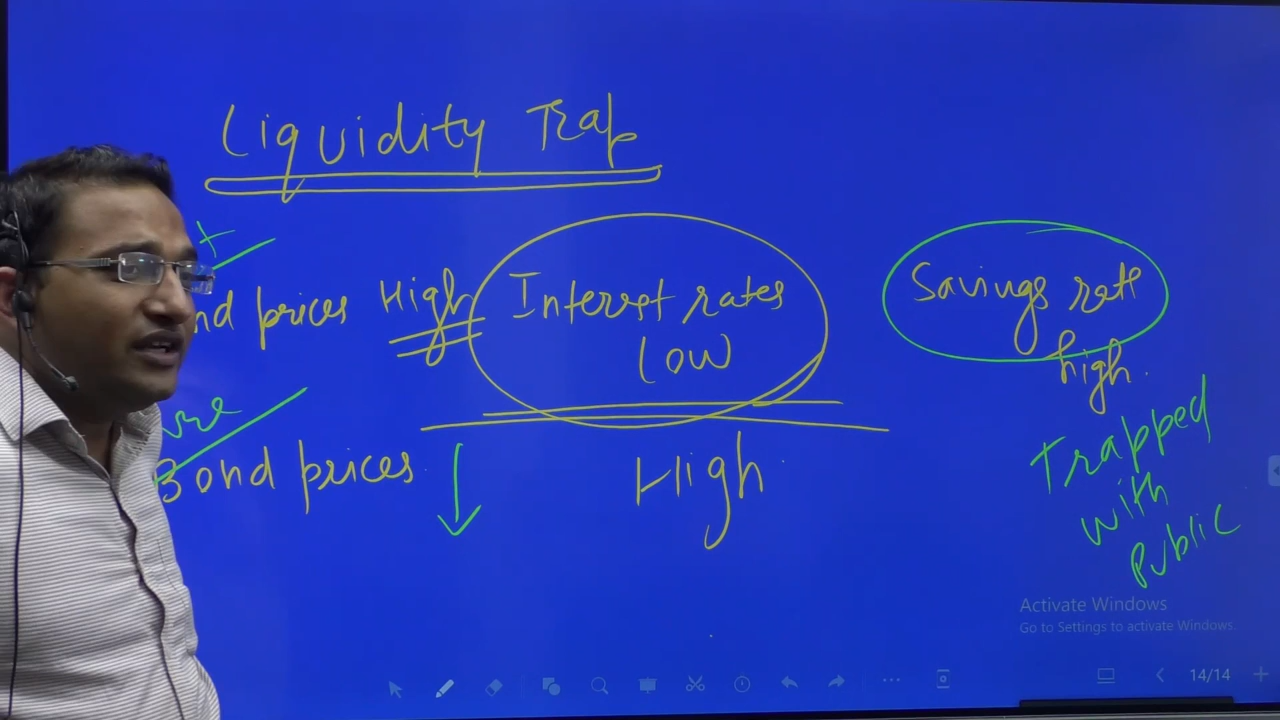 Liquidity Trap
nd prices High
Interest rates
low
Savings rate
high.
Bond prices
High
Trapped
with
Public
Activate Windows
Go to Settings to activate Windows.
14/14